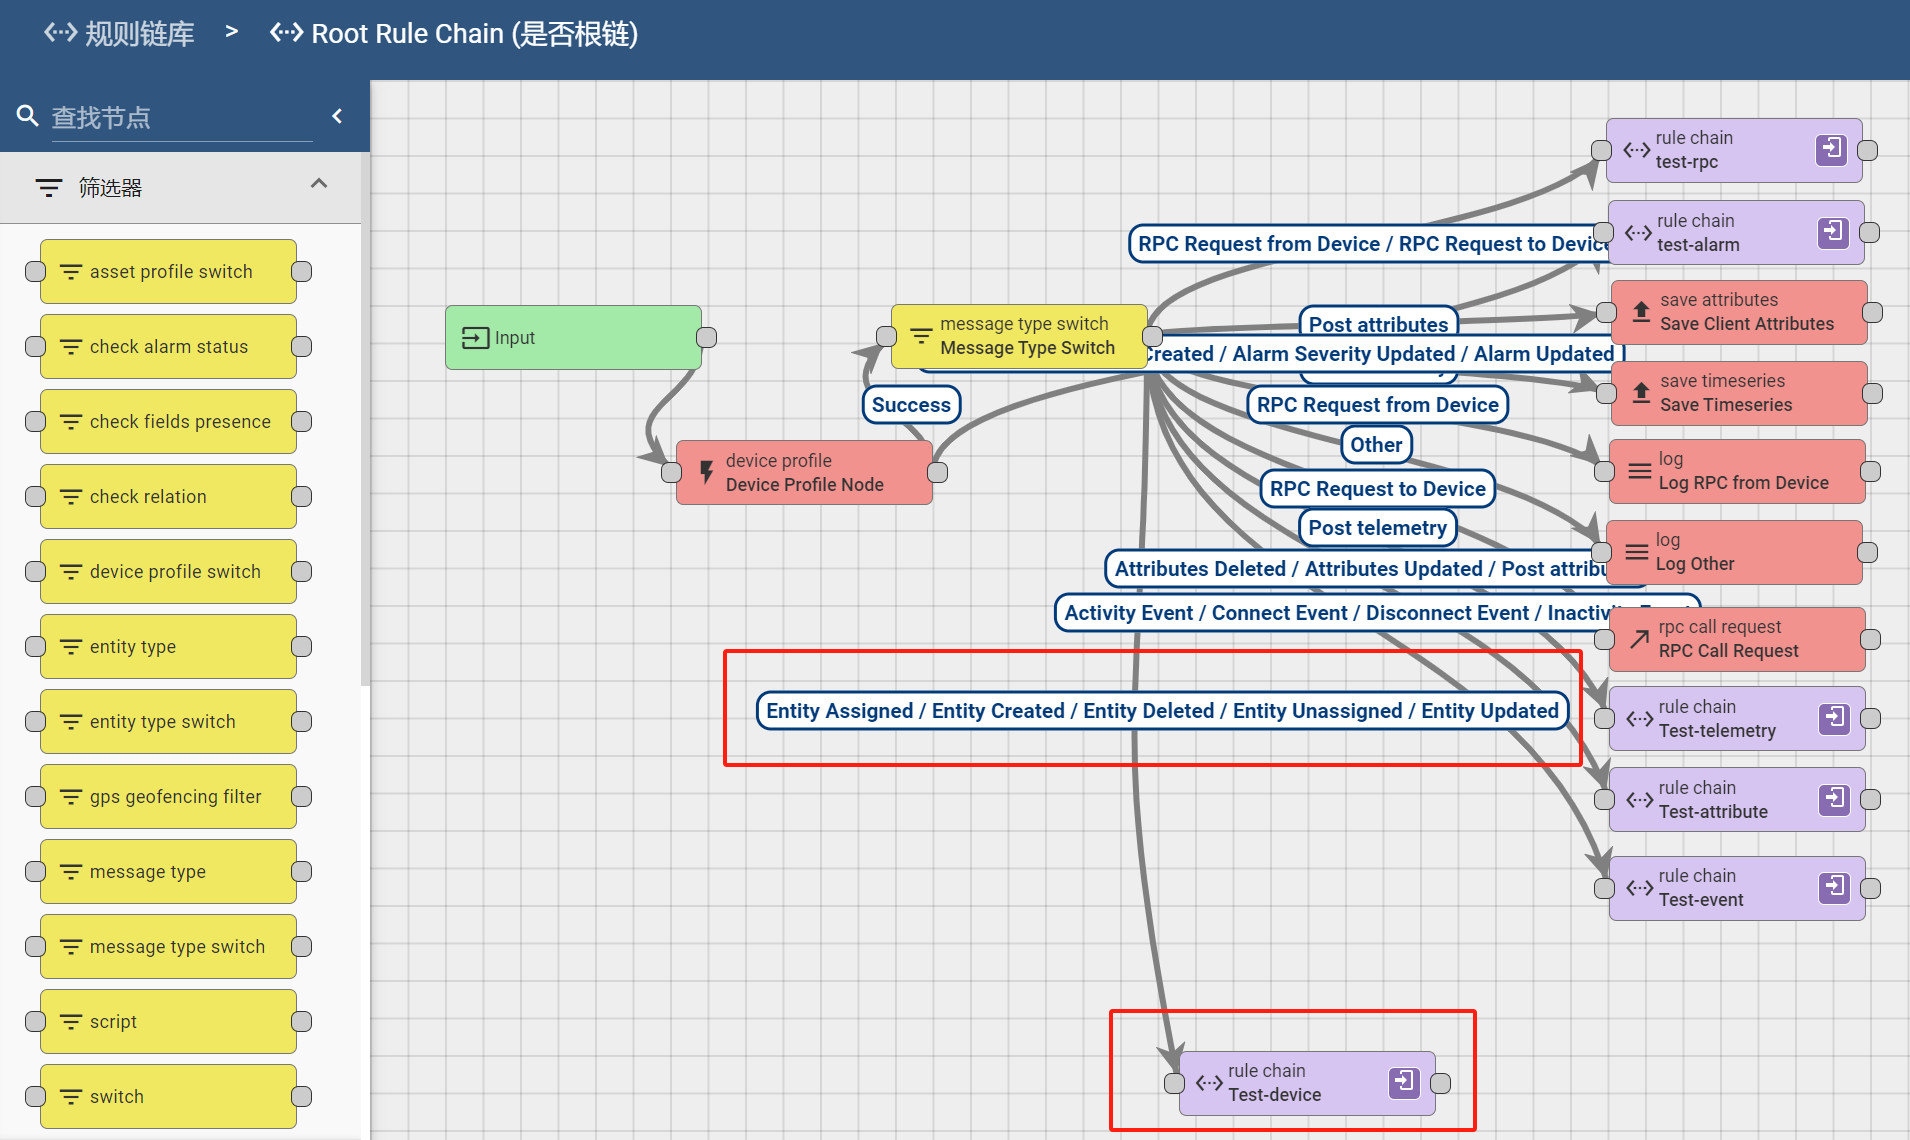 规则链库 > Root Rule Chain (是否根链)
查找节点
筛选器
asset profile switch
check alarm status
check fields presence
check relation
device profile switch
entity type
entity type switch
gps geofencing filter
message type
message type switch
script
switch
Input
device profile
Device Profile Node
Success
message type switch
Message Type Switch
RPC Request from Device / RPC Request to Device
Post attributes
Created / Alarm Severity Updated / Alarm Updated
RPC Request from Device
Other
RPC Request to Device
Post telemetry
Attributes Deleted / Attributes Updated / Post attribu
Activity Event / Connect Event / Disconnect Event / Inactivity Event
Entity Assigned / Entity Created / Entity Deleted / Entity Unassigned / Entity Updated
rule chain
test-rpc
rule chain
test-alarm
save attributes
Save Client Attributes
save timeseries
Save Timeseries
log
Log RPC from Device
log
Log Other
rpc call request
RPC Call Request
rule chain
Test-telemetry
rule chain
Test-attribute
rule chain
Test-event
rule chain
Test-device